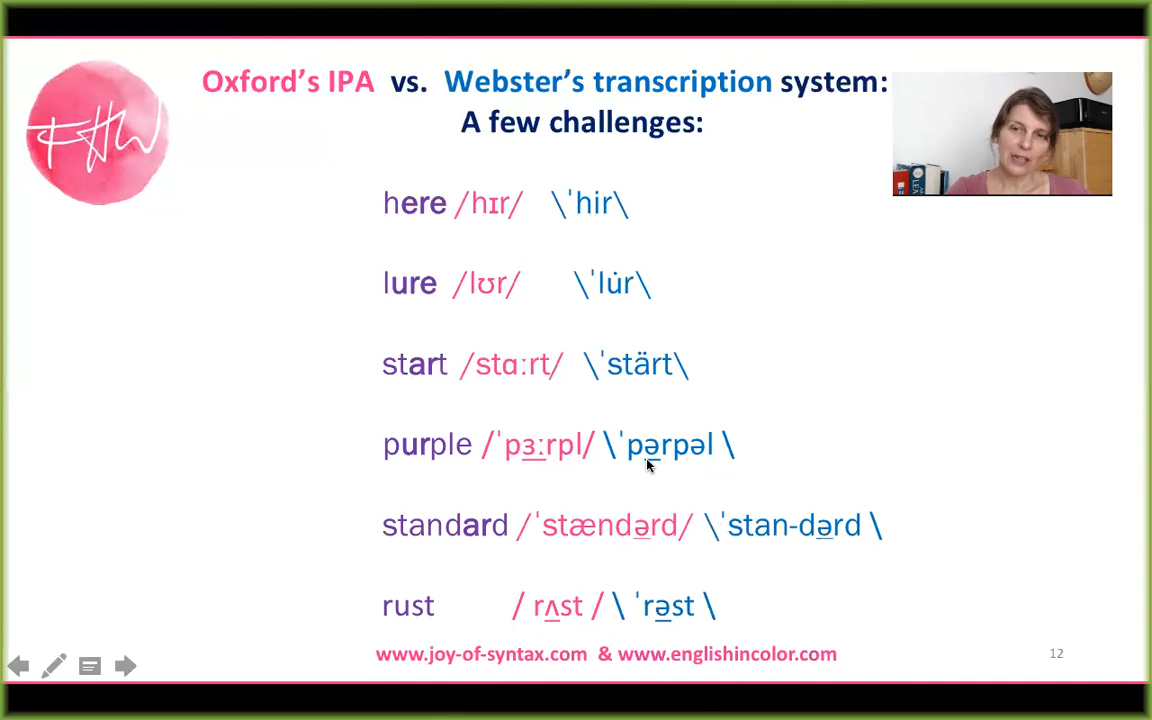 Oxford's IPA vs. Webster's transcription system:
A few challenges:
FHW
here /hɪr/ \ˈhir\
lure /lʊr/ \ˈlu̇r\
start /stɑːrt/ \ˈstärt\
purple /ˈpɜːrpl/ \ˈpərpəl \
standard /ˈstændərd/ \ˈstan-dərd \
rust / rʌst / \ ˈrəst \
www.joy-of-syntax.com & www.englishincolor.com
12